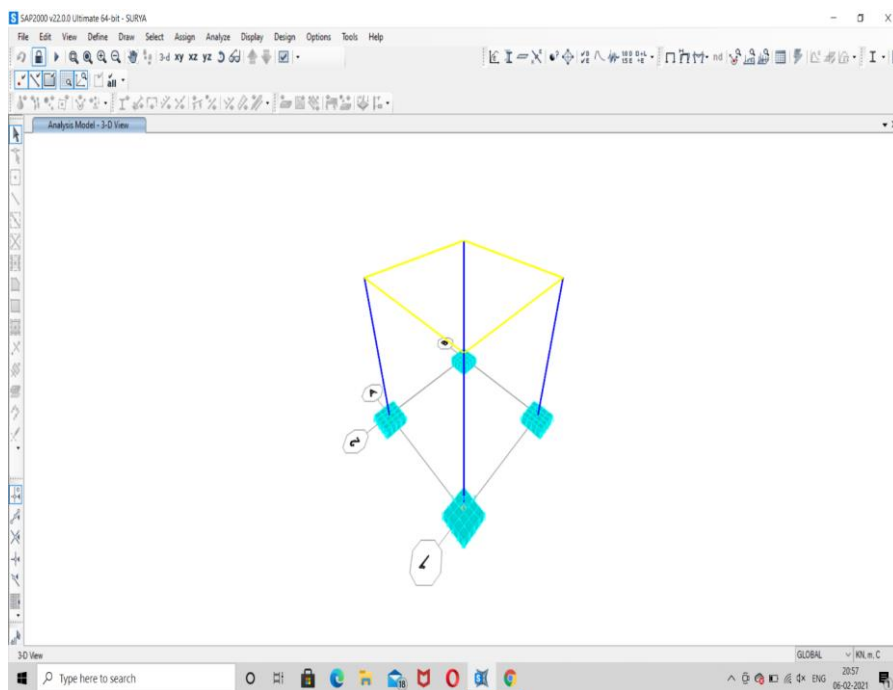 SAP2000 v22.0.0 Ultimate 64-bit - SURYA
File Edit View Define Draw Select Assign Analyze Display Design Options Tools Help
3-d xy xz yz nd
all
Analysis Model - 3-D View
3-D View GLOBAL KN, m, C
Type here to search 18 ENG 20:57
06-02-2021